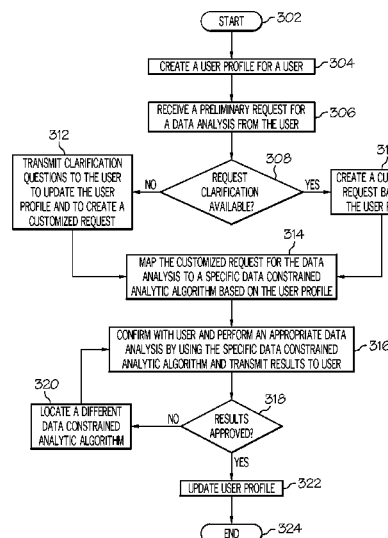 START
302
CREATE A USER PROFILE FOR A USER
304
RECEIVE A PRELIMINARY REQUEST FOR
A DATA ANALYSIS FROM THE USER
306
312
TRANSMIT CLARIFICATION
QUESTIONS TO THE USER
TO UPDATE THE USER
PROFILE AND TO CREATE A
CUSTOMIZED REQUEST
NO
REQUEST
CLARIFICATION
AVAILABLE?
308
YES
CREATE A
REQUEST
THE USER
314
MAP THE CUSTOMIZED REQUEST FOR THE DATA
ANALYSIS TO A SPECIFIC DATA CONSTRAINED
ANALYTIC ALGORITHM BASED ON THE USER PROFILE
CONFIRM WITH USER AND PERFORM AN APPROPRIATE DATA
ANALYSIS BY USING THE SPECIFIC DATA CONSTRAINED
ANALYTIC ALGORITHM AND TRANSMIT RESULTS TO USER
316
320
LOCATE A DIFFERENT
DATA CONSTRAINED
ANALYTIC ALGORITHM
NO
RESULTS
APPROVED?
318
YES
UPDATE USER PROFILE
322
END
324